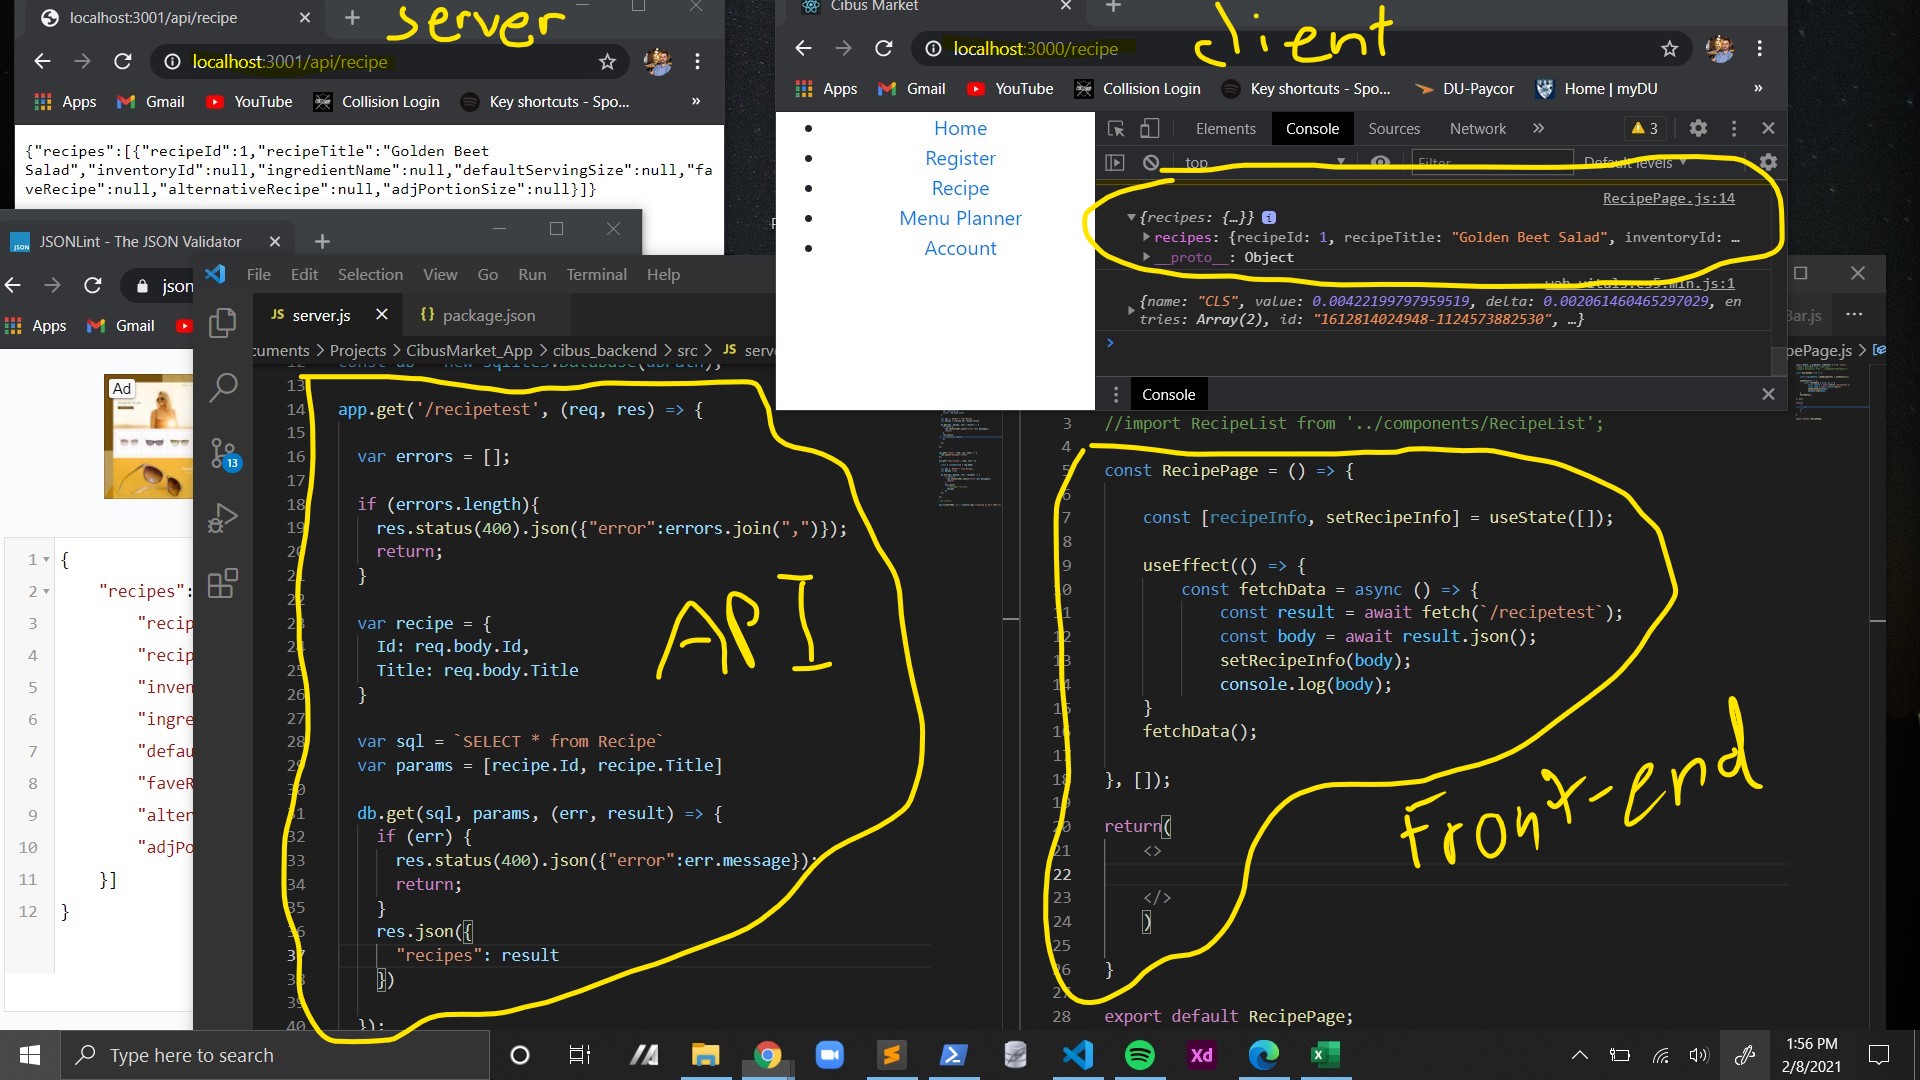 localhost:3001/api/recipe
server
localhost:3001/api/recipe
Apps Gmail YouTube Collision Login Key shortcuts - Spo... »
{"recipes":[{"recipeId":1,"recipeTitle":"Golden Beet
Salad","inventoryId":null,"ingredientName":null,"defaultServingSize":null,"fa
veRecipe":null,"alternativeRecipe":null,"adjPortionSize":null}]}
Cibus Market
client
localhost:3000/recipe
Apps Gmail YouTube Collision Login Key shortcuts - Spo... DU-Paycor Home | myDU »
Home
Register
Recipe
Menu Planner
Account
Elements Console Sources Network » 3
top Filter Default levels
RecipePage.js:14
{recipes: {…}}
recipes: {recipeId: 1, recipeTitle: "Golden Beet Salad", inventoryId: …
__proto__: Object
web-vitals.es5.min.js:1
{name: "CLS", value: 0.00422199797959519, delta: 0.002061460465297029, en
tries: Array(2), id: "1612814024948-1124573882530", …}
Console
JSONLint - The JSON Validator
json
Apps Gmail
Ad
1 {
2 "recipes":
3 "recip
4 "recip
5 "inven
6 "ingre
7 "defau
8 "faveR
9 "alter
10 "adjPo
11 }]
12 }
File Edit Selection View Go Run Terminal Help
JS server.js {} package.json
cuments > Projects > CibusMarket_App > cibus_backend > src > JS serve
13
13
14 app.get('/recipetest', (req, res) => {
15
16 var errors = [];
17
18 if (errors.length){
19 res.status(400).json({"error":errors.join(",")});
20 return;
21 }
22
23 var recipe = {
24 Id: req.body.Id,
25 Title: req.body.Title
26 }
27
28 var sql = `SELECT * from Recipe`
29 var params = [recipe.Id, recipe.Title]
30
31 db.get(sql, params, (err, result) => {
32 if (err) {
33 res.status(400).json({"error":err.message});
34 return;
35 }
36 res.json({
37 "recipes": result
38 })
39
40 });
API
Bar.js ...
pePage.js >
3 //import RecipeList from '../components/RecipeList';
4
5 const RecipePage = () => {
6
7 const [recipeInfo, setRecipeInfo] = useState([]);
8
9 useEffect(() => {
10 const fetchData = async () => {
11 const result = await fetch(`/recipetest`);
12 const body = await result.json();
13 setRecipeInfo(body);
14 console.log(body);
15 }
16 fetchData();
17
18 }, []);
19
20 return(
21 <>
22
23 </>
24 )
25
26 }
27
28 export default RecipePage;
Front-end
Type here to search
Xd
1:56 PM
2/8/2021